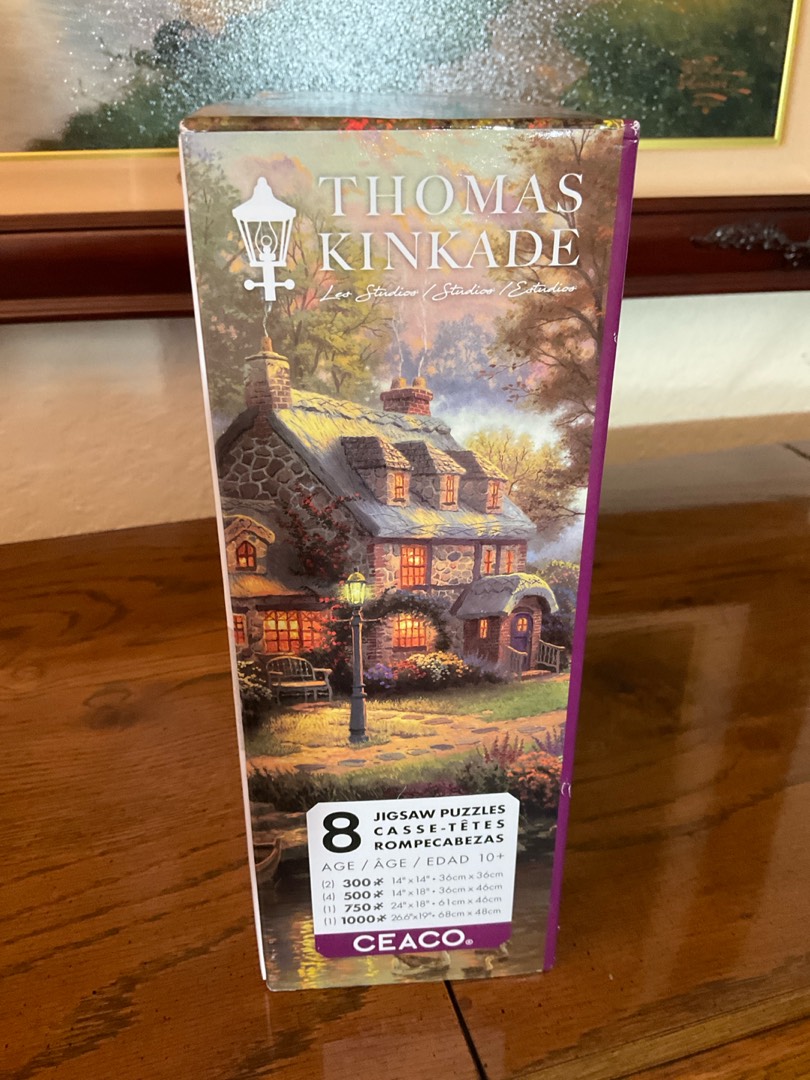 THOMAS
KINKADE
Les Studios / Studios / Estudios
8
JIGSAW PUZZLES
CASSE-TÊTES
ROMPECABEZAS
AGE / ÂGE / EDAD 10+
(2) 300 14" x 14" • 36cm x 36cm
(4) 500 14" x 18" • 36cm x 46cm
(1) 750 24" x 18" • 61cm x 46cm
(1) 1000 26.6" x 19" • 68cm x 48cm
CEACO®